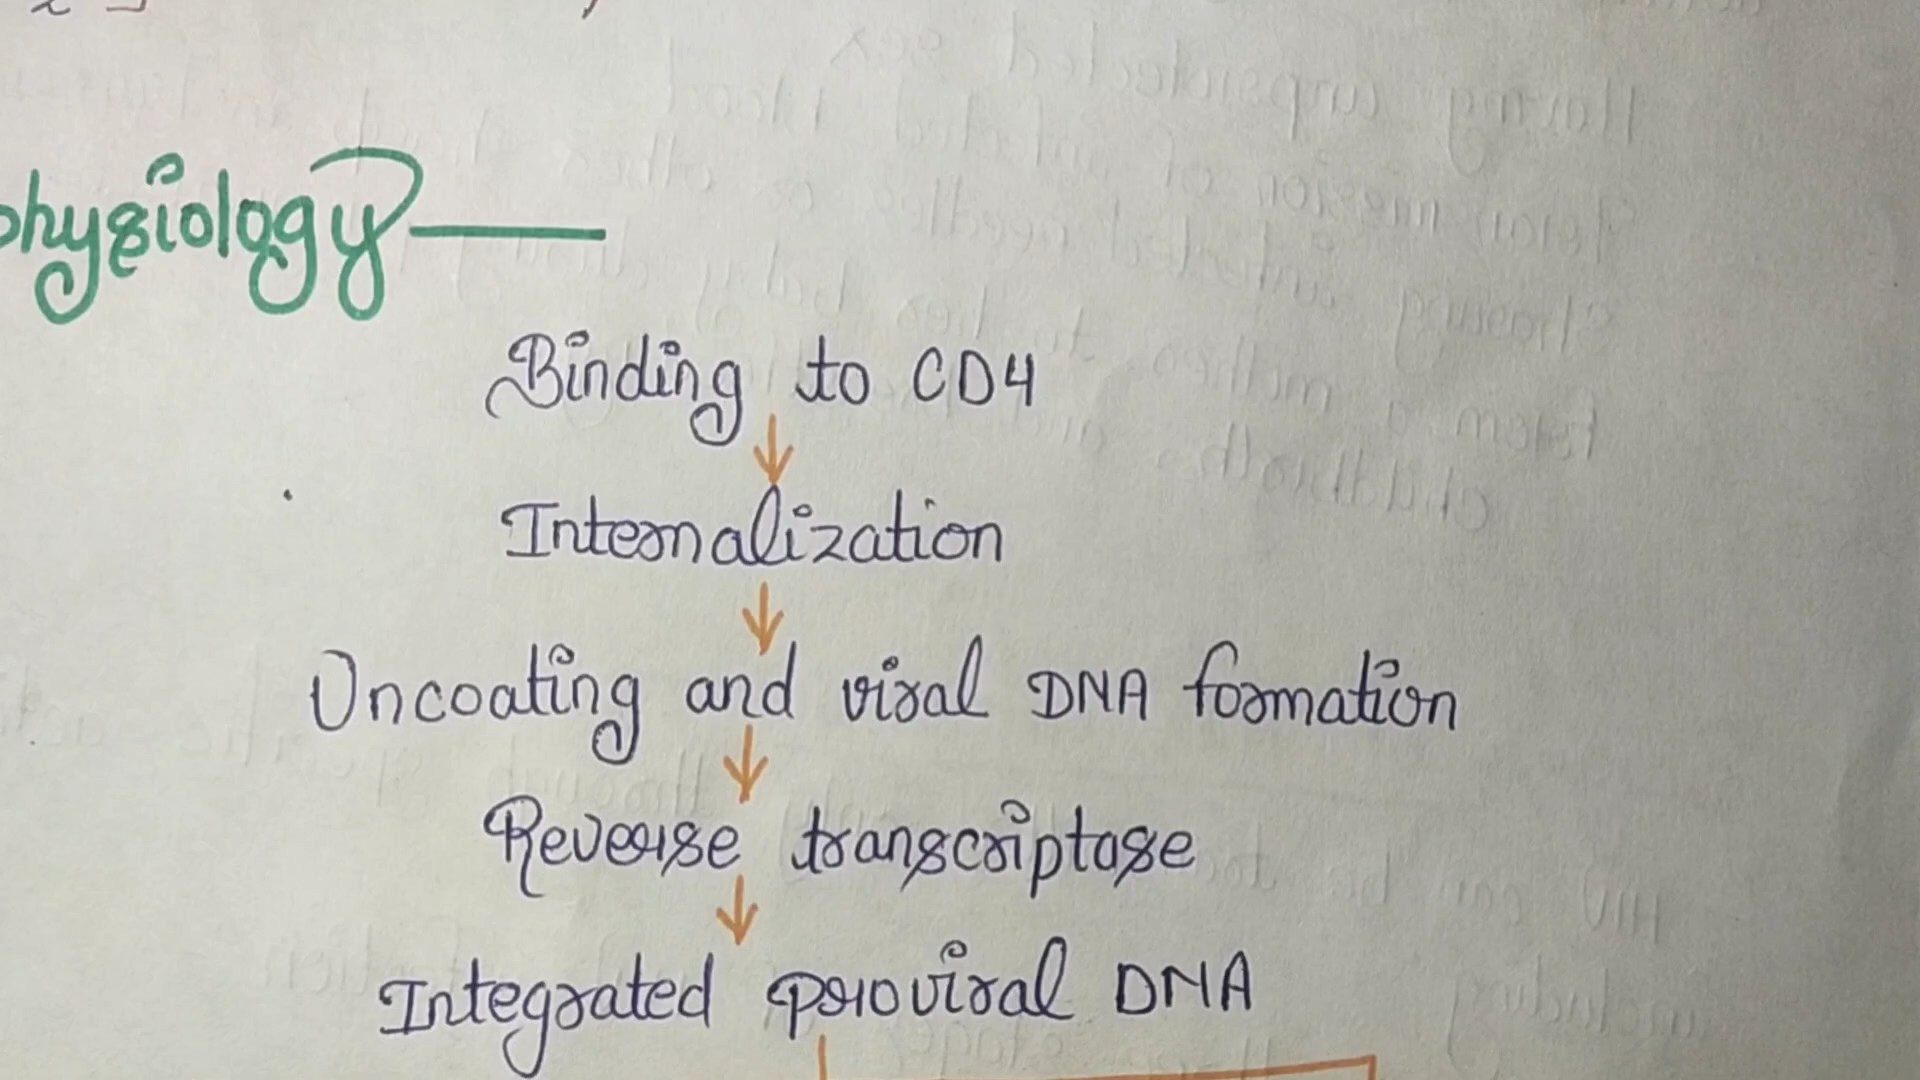 physiology
Binding to CD4
Internalization
Uncoating and viral DNA formation
Reverse transcriptase
Integrated proviral DNA